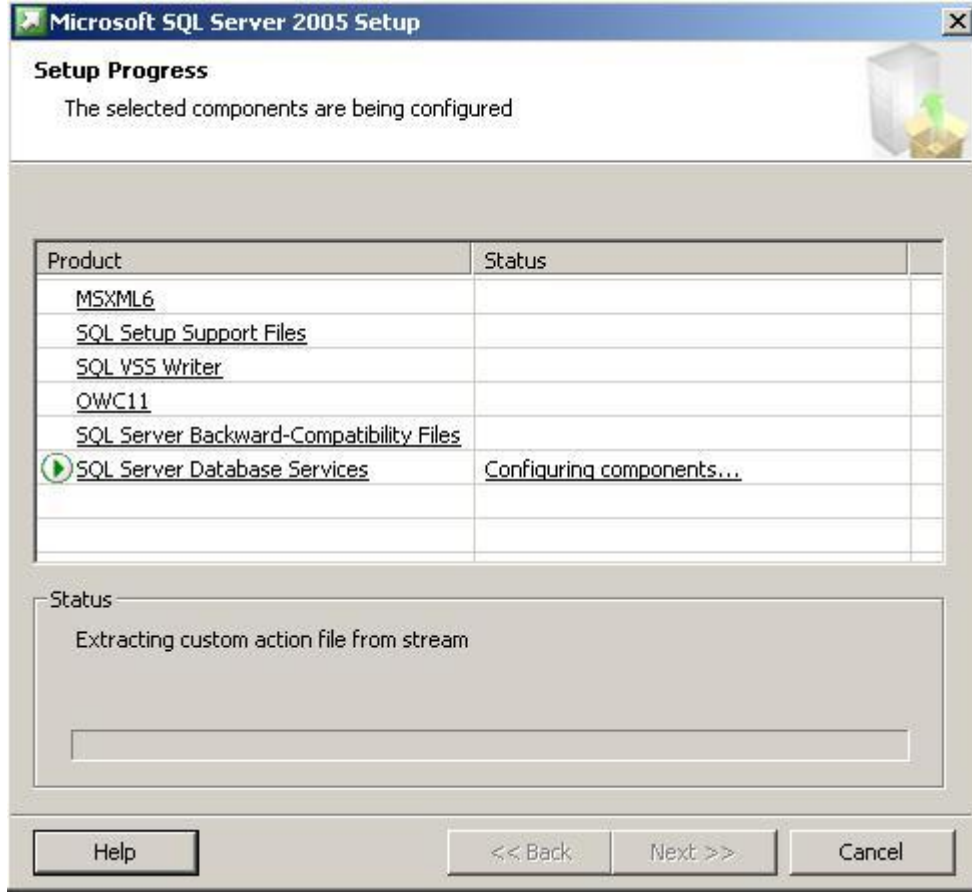 Microsoft SQL Server 2005 Setup
Setup Progress
The selected components are being configured
Product Status
MSXML6
SQL Setup Support Files
SQL VSS Writer
OWC11
SQL Server Backward-Compatibility Files
SQL Server Database Services Configuring components...
Status
Extracting custom action file from stream
Help << Back Next >> Cancel